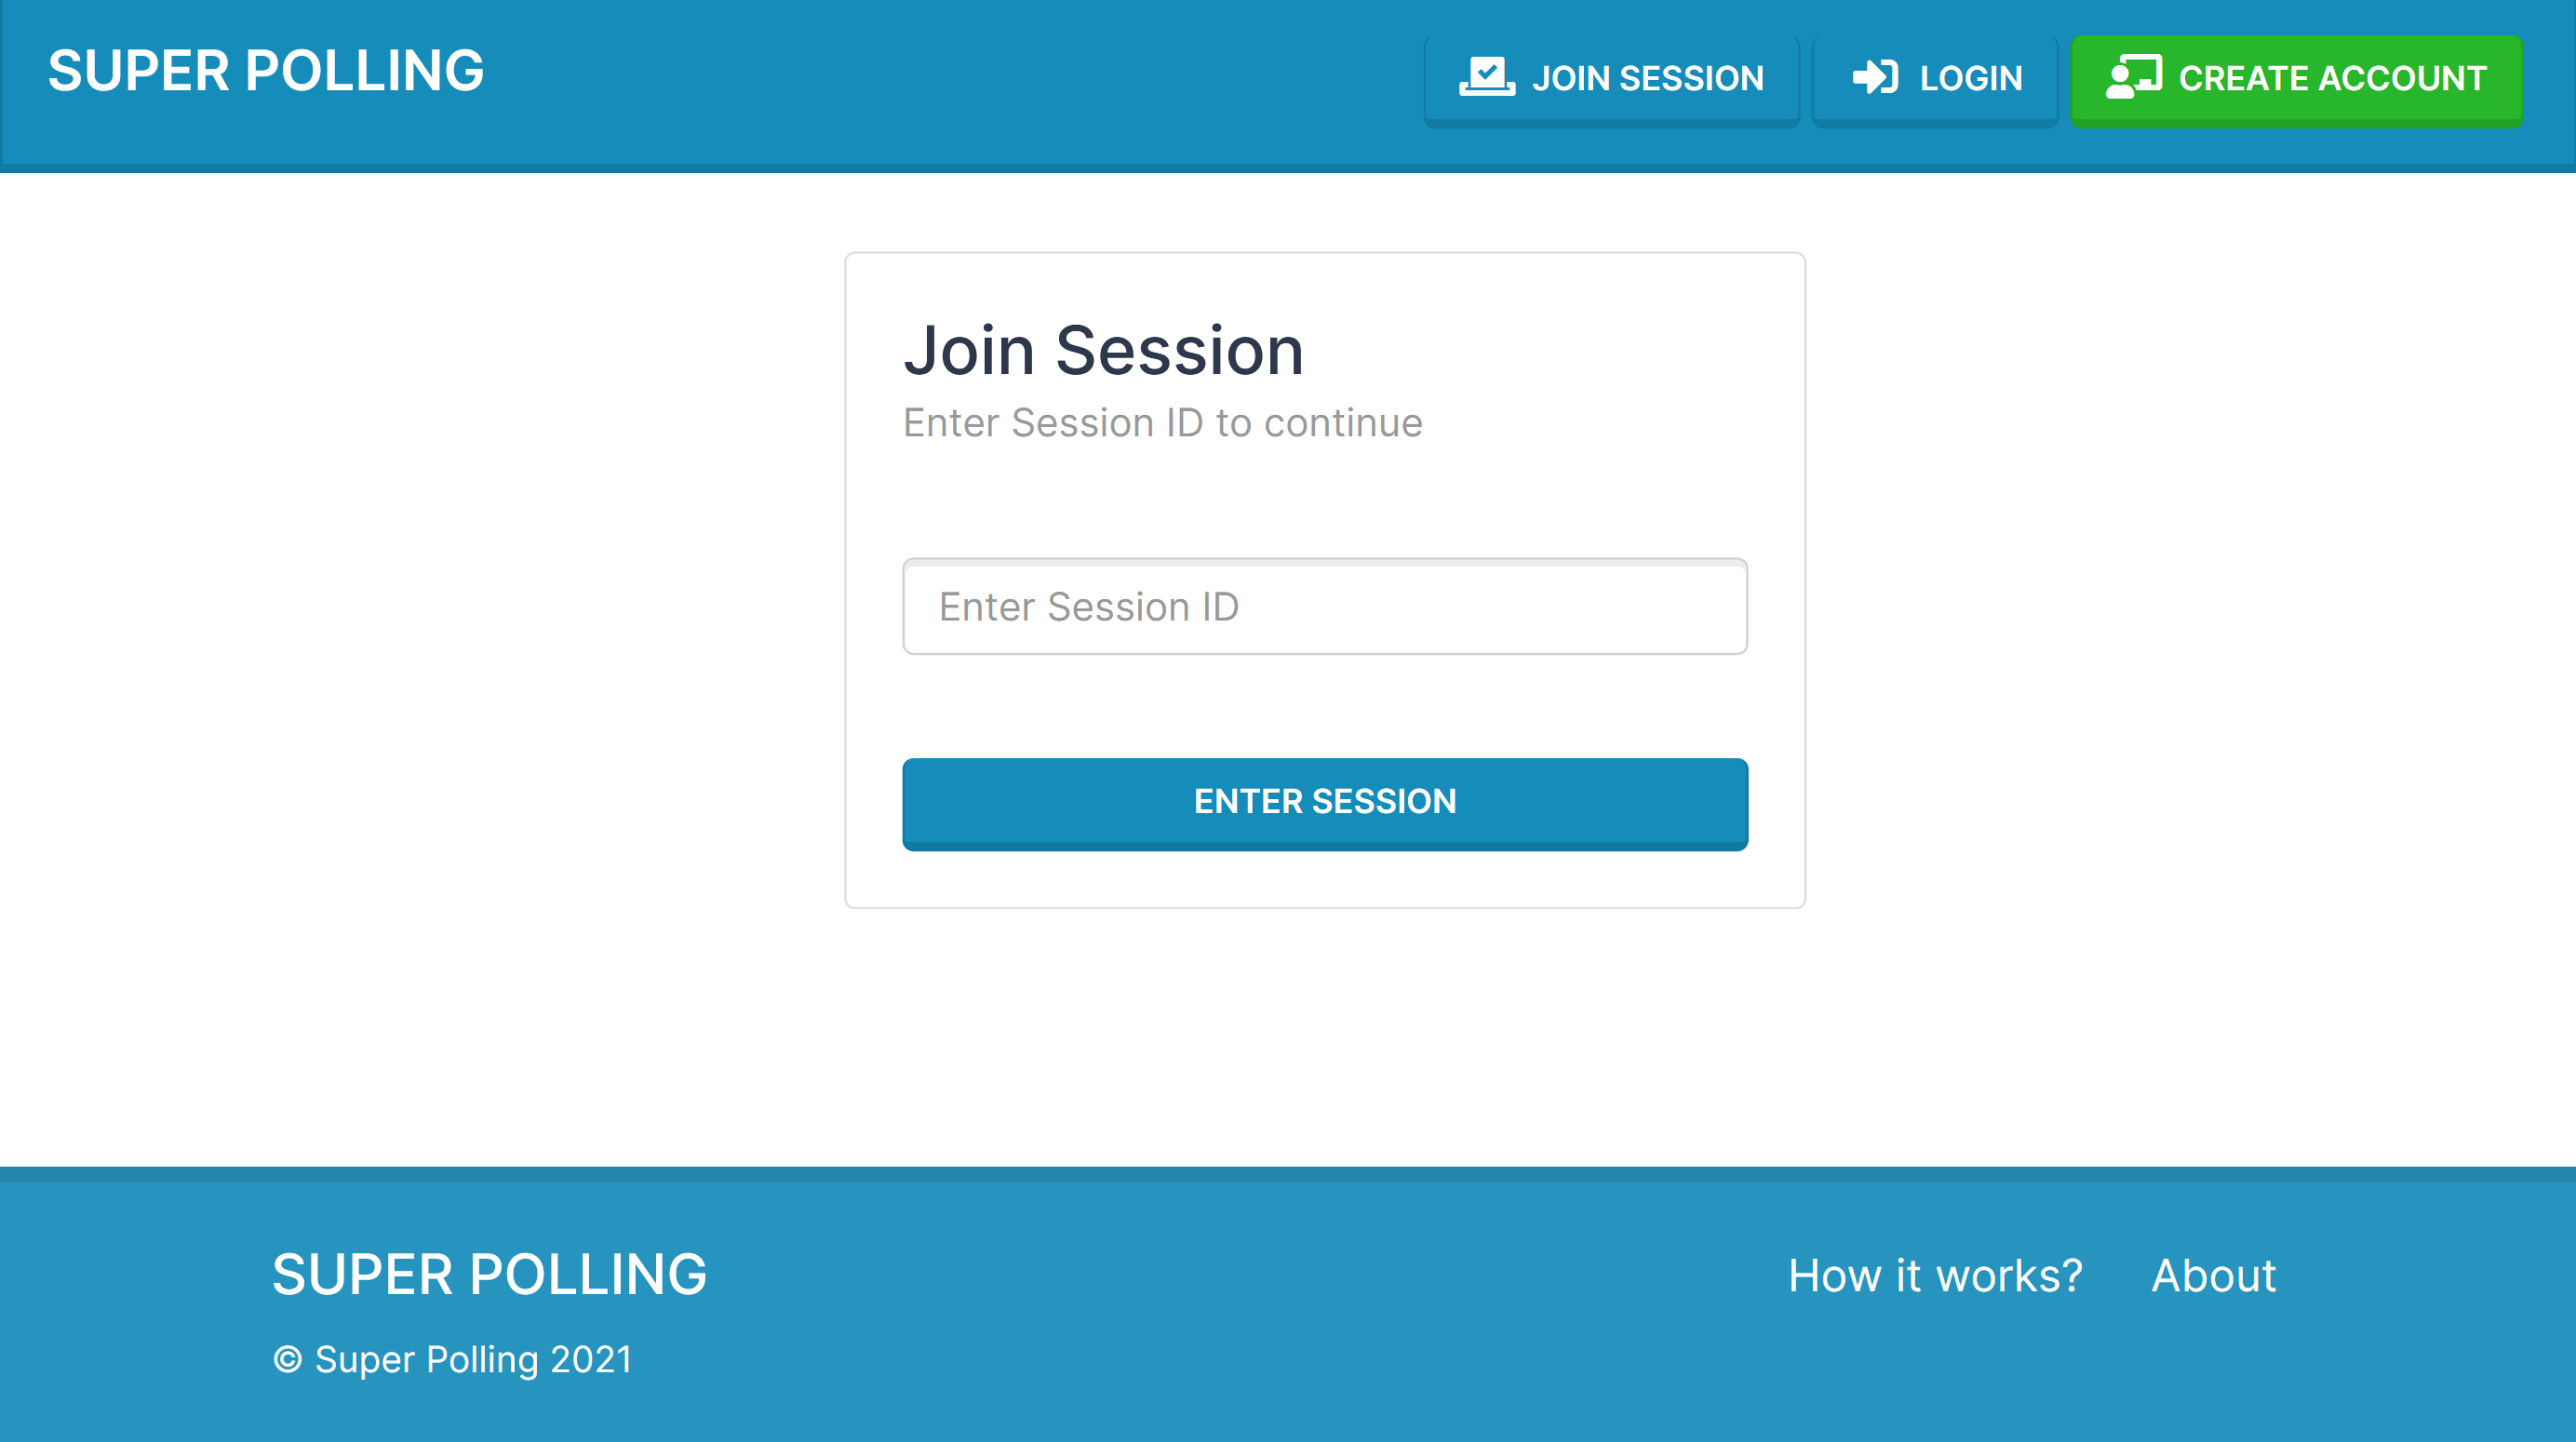 SUPER POLLING
JOIN SESSION
LOGIN
CREATE ACCOUNT
Join Session
Enter Session ID to continue
Enter Session ID
ENTER SESSION
SUPER POLLING
How it works?
About
© Super Polling 2021